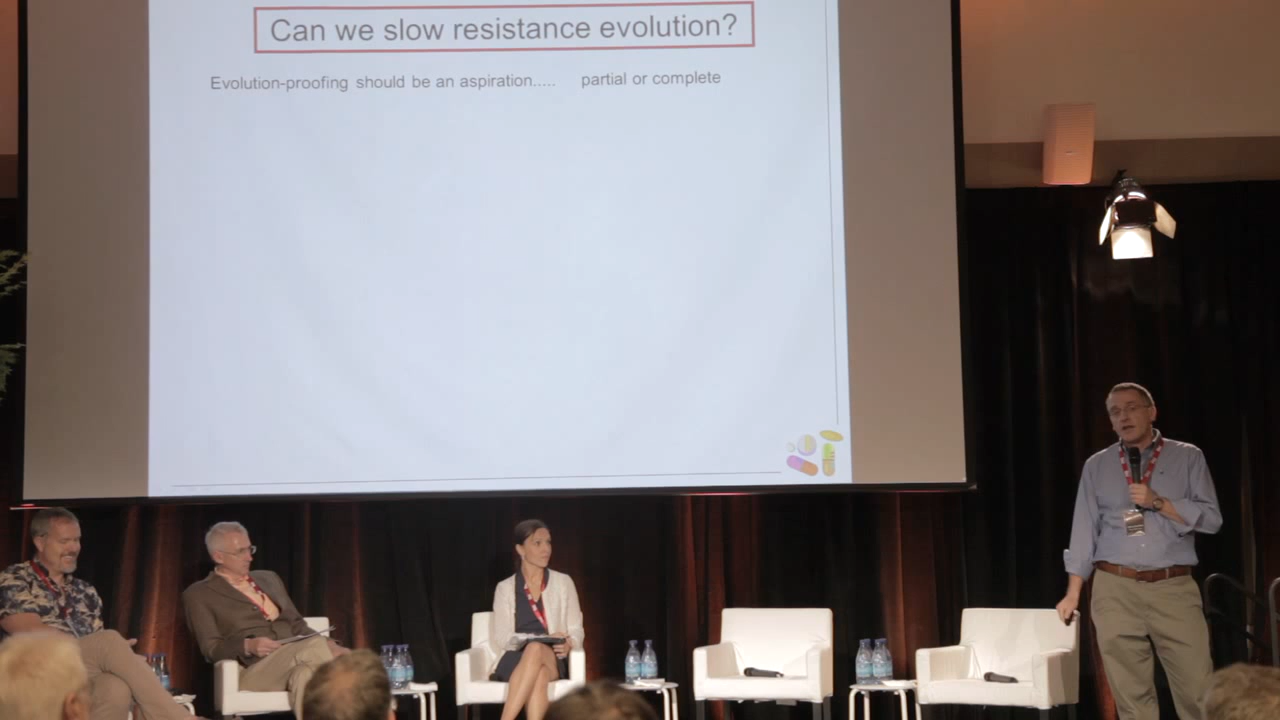 Can we slow resistance evolution?
Evolution-proofing should be an aspiration..... partial or complete